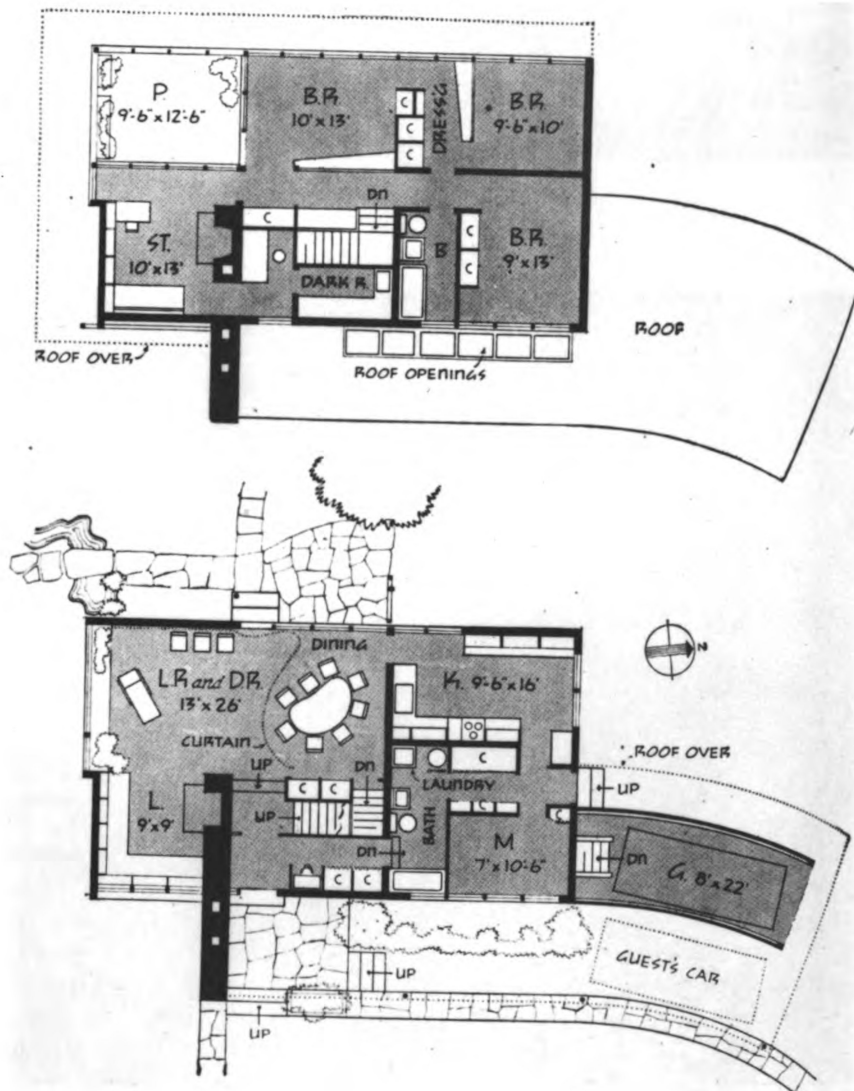 P.
9'-6" x 12'-6"
B.R.
10' x 13'
C
C
C
DRESS'G
B.R.
9'-6" x 10'
DN
ST.
10' x 13'
C
DARK R.
B
C
C
B.R.
9' x 13'
ROOF
ROOF OVER
ROOF OPENINGS
DINING
L.R. and D.R.
13' x 26'
K. 9'-6" x 16'
N
CURTAIN
UP
DN
C
C
C
LAUNDRY
ROOF OVER
UP
L.
9' x 9'
UP
BATH
C
C
C
M
7' x 10'-6"
DN
C
C
DN
G. 8' x 22'
GUEST'S CAR
UP
UP